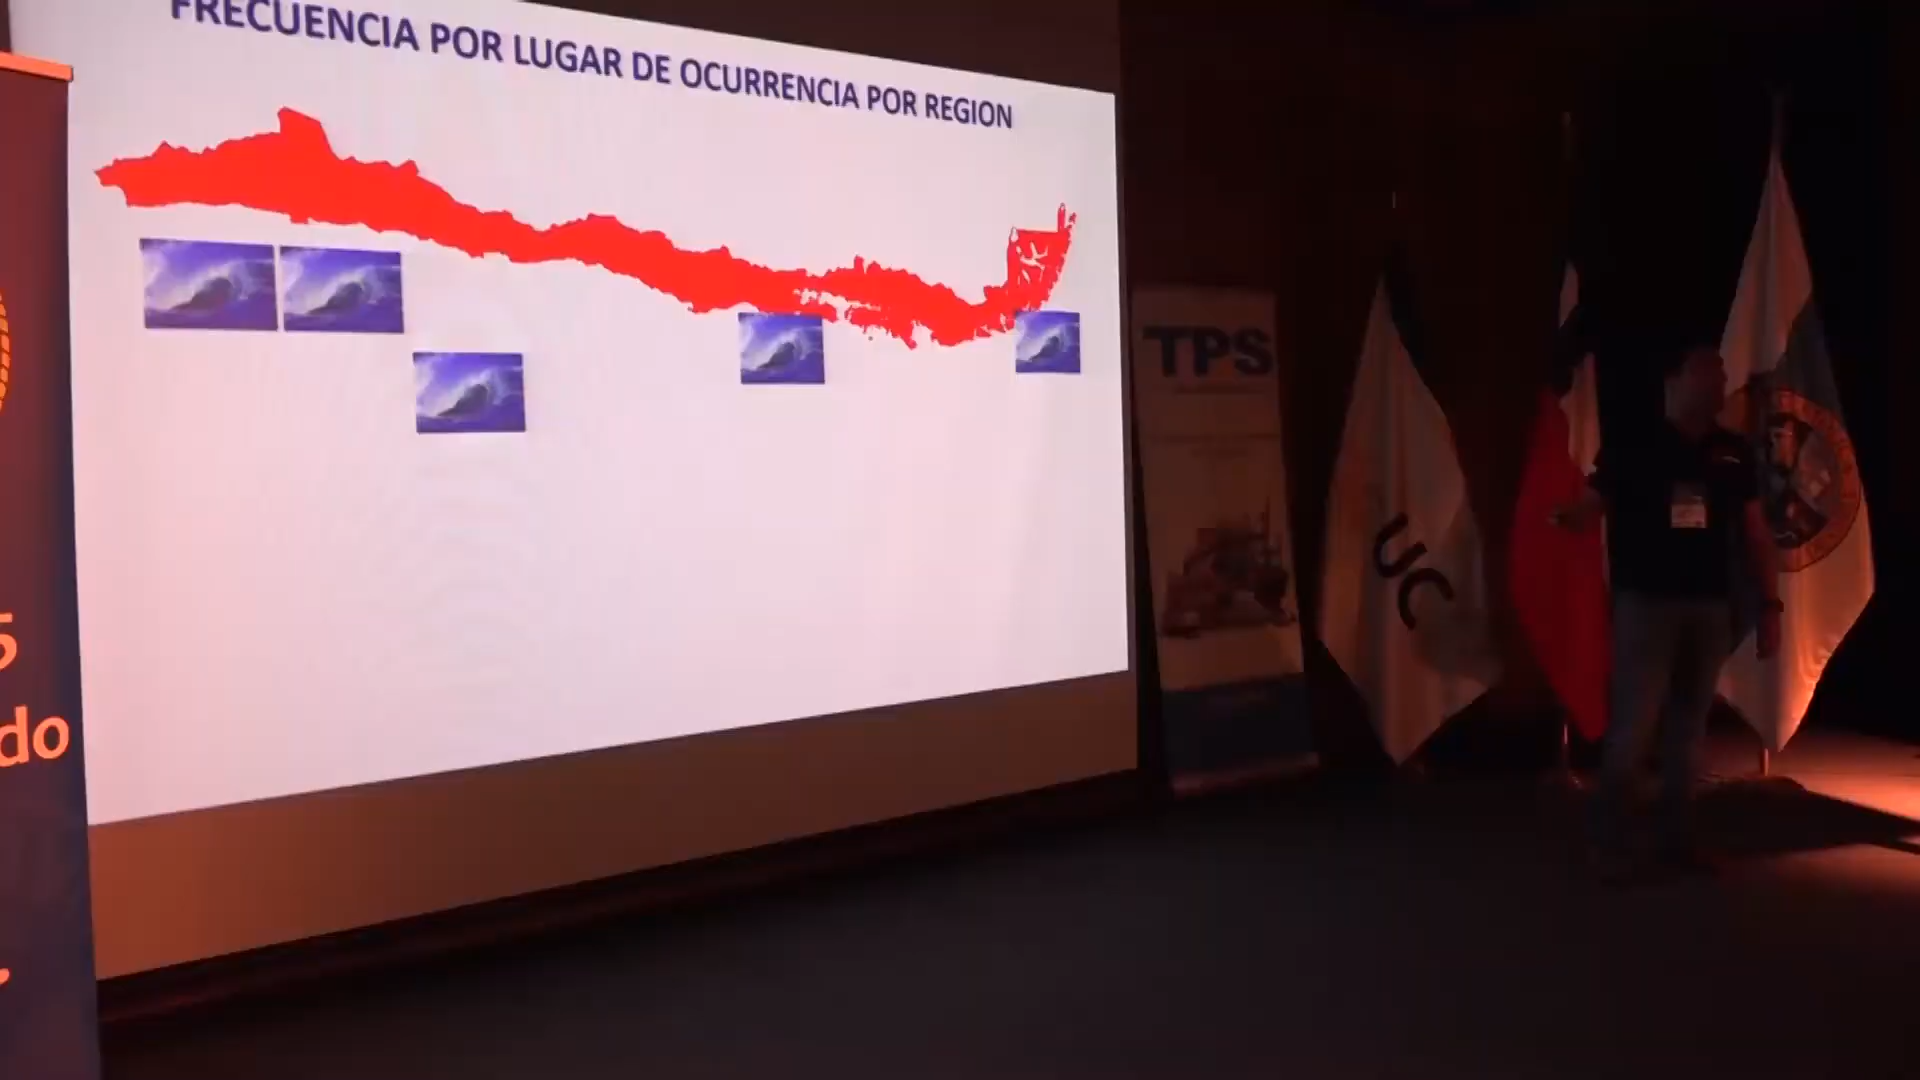 FRECUENCIA POR LUGAR DE OCURRENCIA POR REGION
TPS
UC
5
do